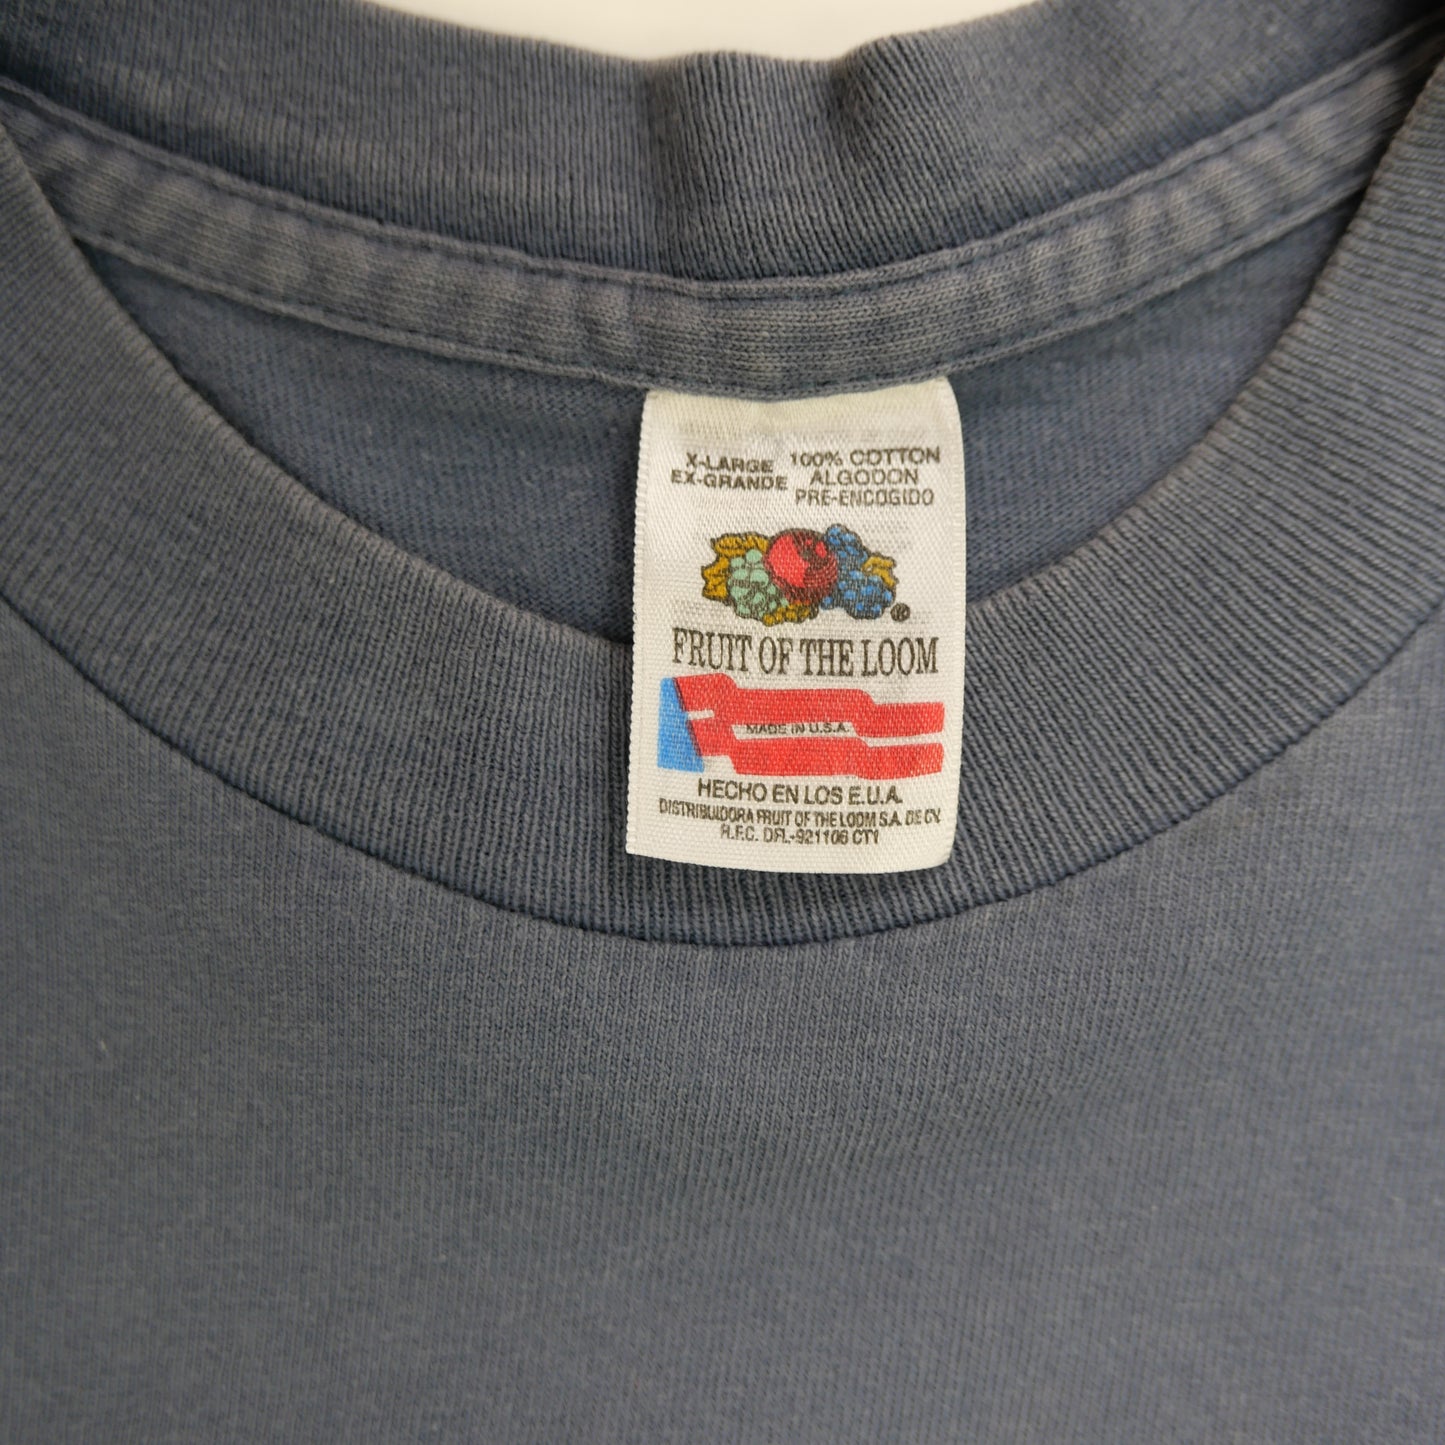 X-LARGE
EX-GRANDE
100% COTTON
ALGODON
PRE-ENCOGIDO
®
FRUIT OF THE LOOM
MADE IN U.S.A.
HECHO EN LOS E.U.A.
DISTRIBUIDORA FRUIT OF THE LOOM S.A. DE CV.
R.F.C. DFL-921106 CT1